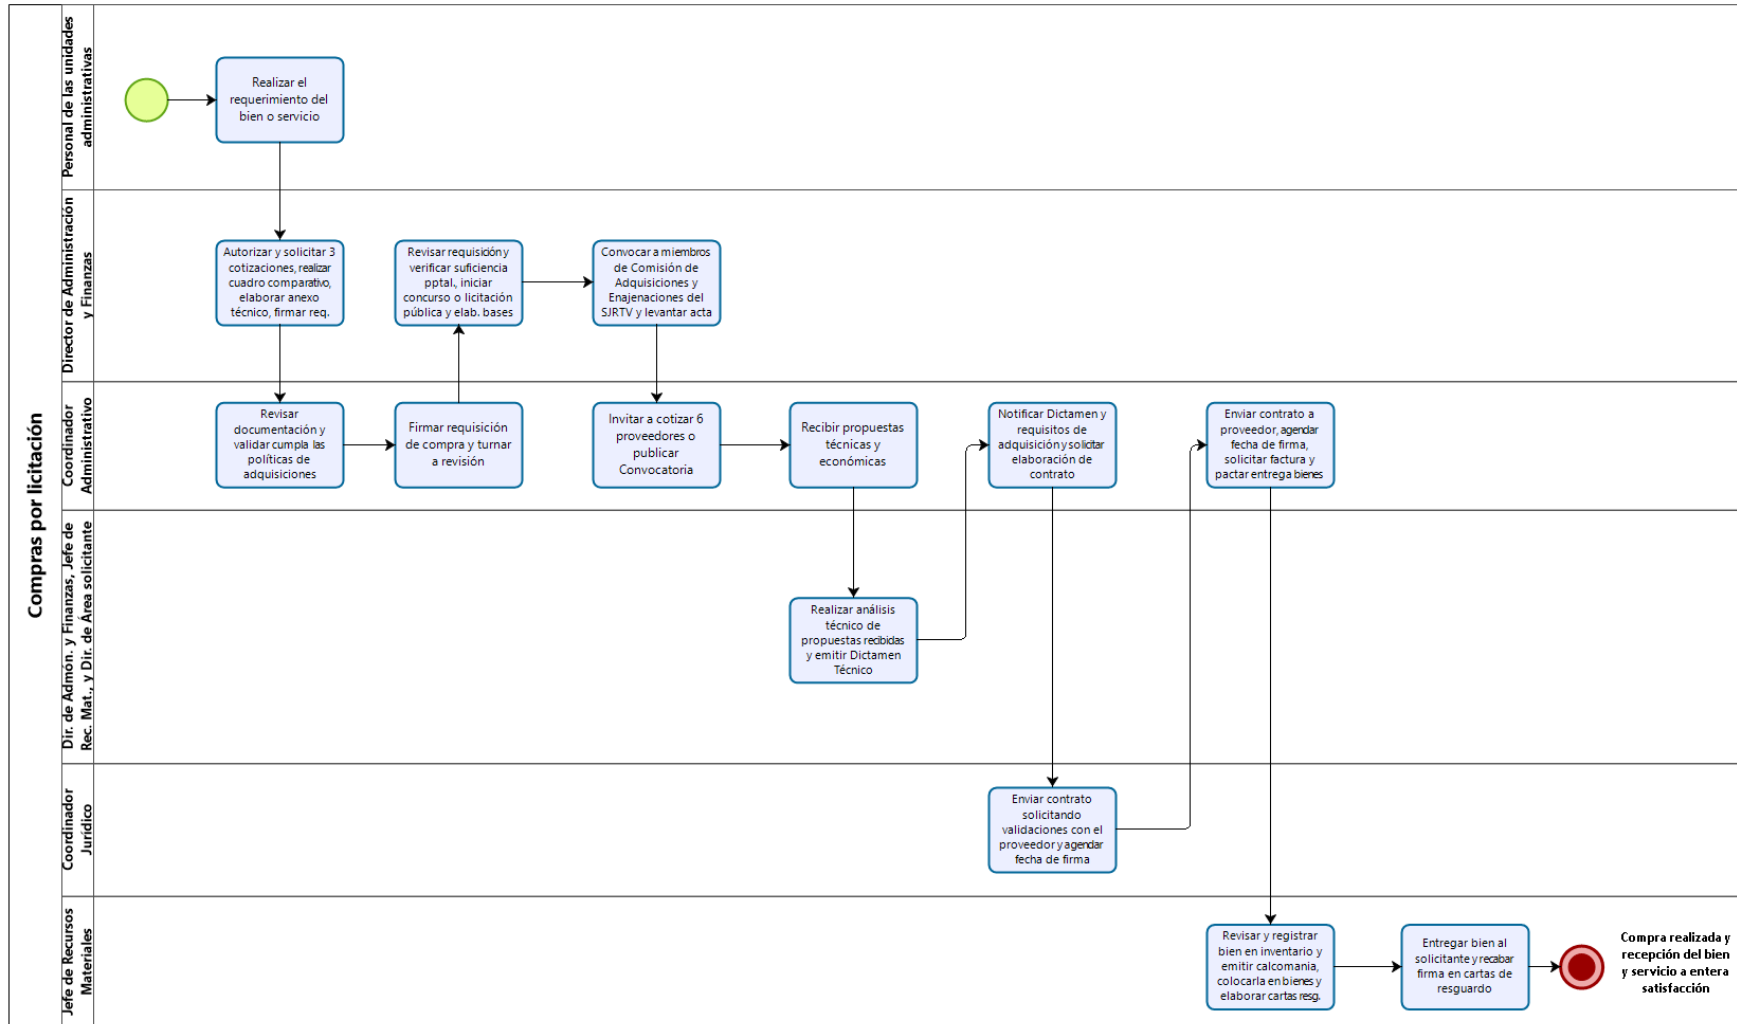 Compras por licitación
Personal de las unidades
administrativas
Realizar el
requerimiento del
bien o servicio
Director de Administración
y Finanzas
Autorizar y solicitar 3
cotizaciones, realizar
cuadro comparativo,
elaborar anexo
técnico, firmar req.
Revisar requisición y
verificar suficiencia
pptal., iniciar
concurso o licitación
pública y elab. bases
Convocar a miembros
de Comisión de
Adquisiciones y
Enajenaciones del
SJRTV y levantar acta
Coordinador
Administrativo
Revisar
documentación y
validar cumpla las
políticas de
adquisiciones
Firmar requisición
de compra y turnar
a revisión
Invitar a cotizar 6
proveedores o
publicar
Convocatoria
Recibir propuestas
técnicas y
económicas
Notificar Dictamen y
requisitos de
adquisición y solicitar
elaboración de
contrato
Enviar contrato a
proveedor, agendar
fecha de firma,
solicitar factura y
pactar entrega bienes
Dir. de Admón. y Finanzas, Jefe de
Rec. Mat., y Dir. de Área solicitante
Realizar análisis
técnico de
propuestas recibidas
y emitir Dictamen
Técnico
Coordinador
Jurídico
Enviar contrato
solicitando
validaciones con el
proveedor y agendar
fecha de firma
Jefe de Recursos
Materiales
Revisar y registrar
bien en inventario y
emitir calcomania,
colocarla en bienes y
elaborar cartas resg.
Entregar bien al
solicitante y recabar
firma en cartas de
resguardo
Compra realizada y
recepción del bien
y servicio a entera
satisfacción